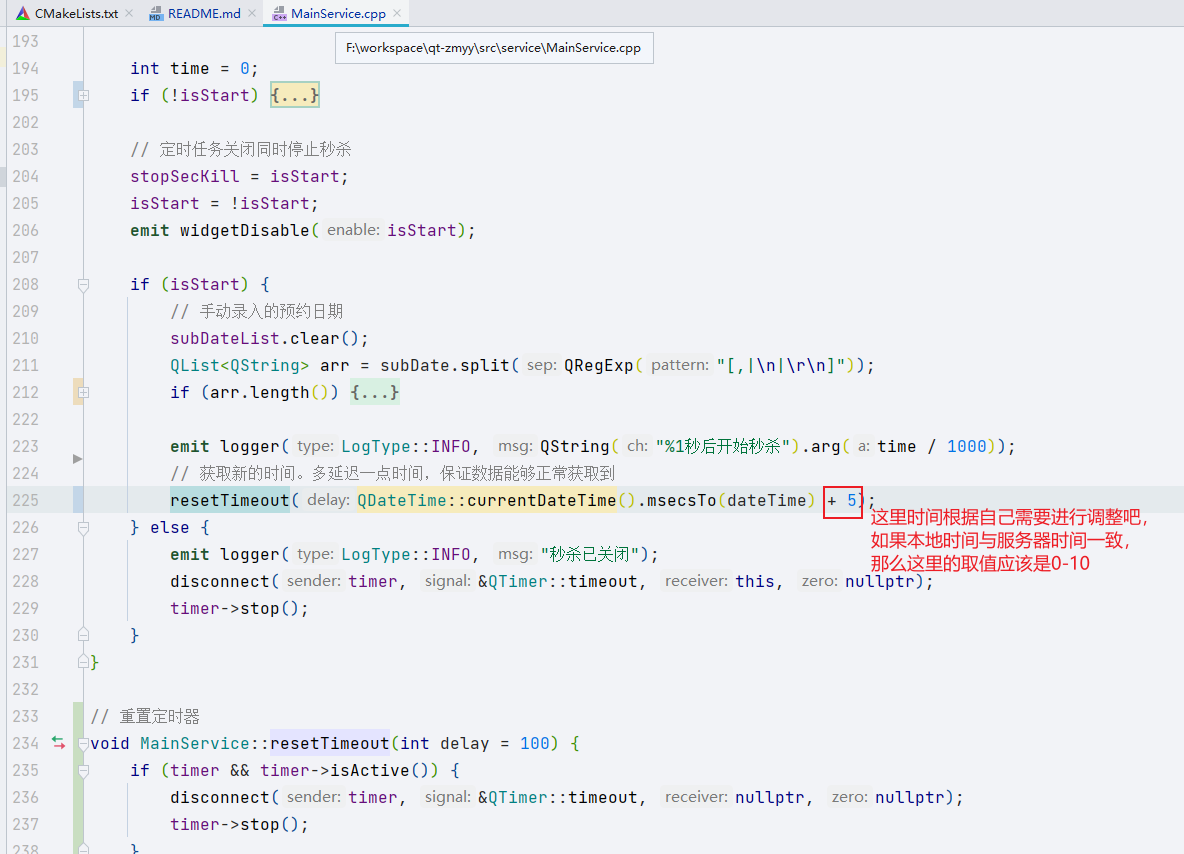 CMakeLists.txt README.md MainService.cpp
193 F:\workspace\qt-zmyy\src\service\MainService.cpp
194 int time = 0;
195 if (!isStart) {...}
202
203 // 定时任务关闭同时停止秒杀
204 stopSecKill = isStart;
205 isStart = !isStart;
206 emit widgetDisable( enable: isStart);
207
208 if (isStart) {
209 // 手动录入的预约日期
210 subDateList.clear();
211 QList<QString> arr = subDate.split( sep: QRegExp( pattern: "[,|\n|\r\n]"));
212 if (arr.length()) {...}
222
223 emit logger( type: LogType::INFO, msg: QString( ch: "%1秒后开始秒杀").arg( a: time / 1000));
224 // 获取新的时间。多延迟一点时间，保证数据能够正常获取到
225 resetTimeout( delay: QDateTime::currentDateTime().msecsTo(dateTime) + 5);
这里时间根据自己需要进行调整吧，
如果本地时间与服务器时间一致，
那么这里的取值应该是0-10
226 } else {
227 emit logger( type: LogType::INFO, msg: "秒杀已关闭");
228 disconnect( sender: timer, signal: &QTimer::timeout, receiver: this, zero: nullptr);
229 timer->stop();
230 }
231 }
232
233 // 重置定时器
234 void MainService::resetTimeout(int delay = 100) {
235 if (timer && timer->isActive()) {
236 disconnect( sender: timer, signal: &QTimer::timeout, receiver: nullptr, zero: nullptr);
237 timer->stop();
238 }